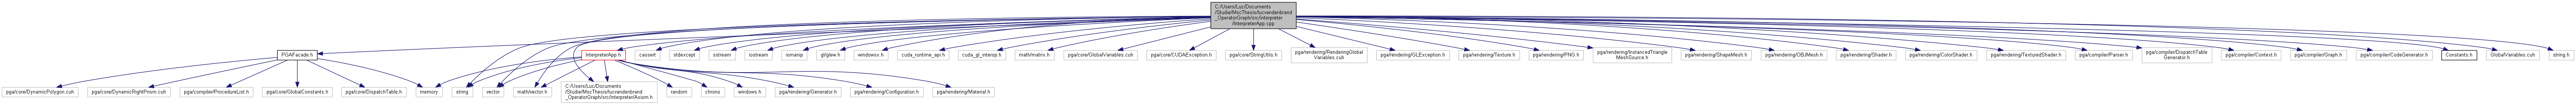 C:/Users/Luc/Documents
/Studie/MscThesis/lucvandenbrand
_OperatorGraph/src/Interpreter
/InterpreterApp.cpp
PGAFacade.h
InterpreterApp.h
cassert
stdexcept
sstream
iostream
iomanip
gl/glew.h
windowsx.h
cuda_runtime_api.h
cuda_gl_interop.h
math/matrix.h
pga/core/GlobalVariables.cuh
pga/core/CUDAException.h
pga/core/StringUtils.h
pga/rendering/RenderingGlobal
Variables.cuh
pga/rendering/GLException.h
pga/rendering/Texture.h
pga/rendering/PNG.h
pga/rendering/InstancedTriangle
MeshSource.h
pga/rendering/ShapeMesh.h
pga/rendering/OBJMesh.h
pga/rendering/Shader.h
pga/rendering/ColorShader.h
pga/rendering/TexturedShader.h
pga/compiler/Parser.h
pga/compiler/DispatchTable
Generator.h
pga/compiler/Context.h
pga/compiler/Graph.h
pga/compiler/CodeGenerator.h
Constants.h
GlobalVariables.cuh
string.h
pga/core/DynamicPolygon.cuh
pga/core/DynamicRightPrism.cuh
pga/compiler/ProcedureList.h
pga/core/GlobalConstants.h
pga/core/DispatchTable.h
memory
string
vector
math/vector.h
C:/Users/Luc/Documents
/Studie/MscThesis/lucvandenbrand
_OperatorGraph/src/Interpreter/Axiom.h
random
chrono
windows.h
pga/rendering/Generator.h
pga/rendering/Configuration.h
pga/rendering/Material.h